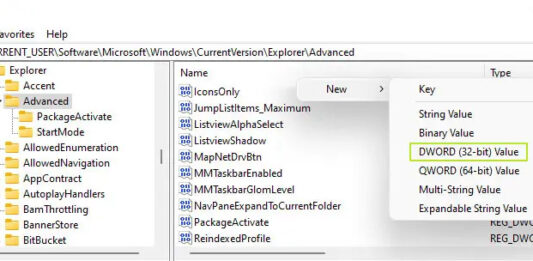 avorites Help
RRENT_USER\Software\Microsoft\Windows\CurrentVersion\Explorer\Advanced
Explorer
Accent
Advanced
PackageActivate
StartMode
AllowedEnumeration
AllowedNavigation
AppContract
AutoplayHandlers
BamThrottling
BannerStore
BitBucket
Name
Type
IconsOnly
JumpListItems_Maximum
ListviewAlphaSelect
ListviewShadow
MapNetDrvBtn
MMTaskbarEnabled
MMTaskbarGlomLevel
NavPaneExpandToCurrentFolder
PackageActivate
ReindexedProfile
New
Key
String Value
Binary Value
DWORD (32-bit) Value
QWORD (64-bit) Value
Multi-String Value
Expandable String Value
REG_DWO
REG_DWO